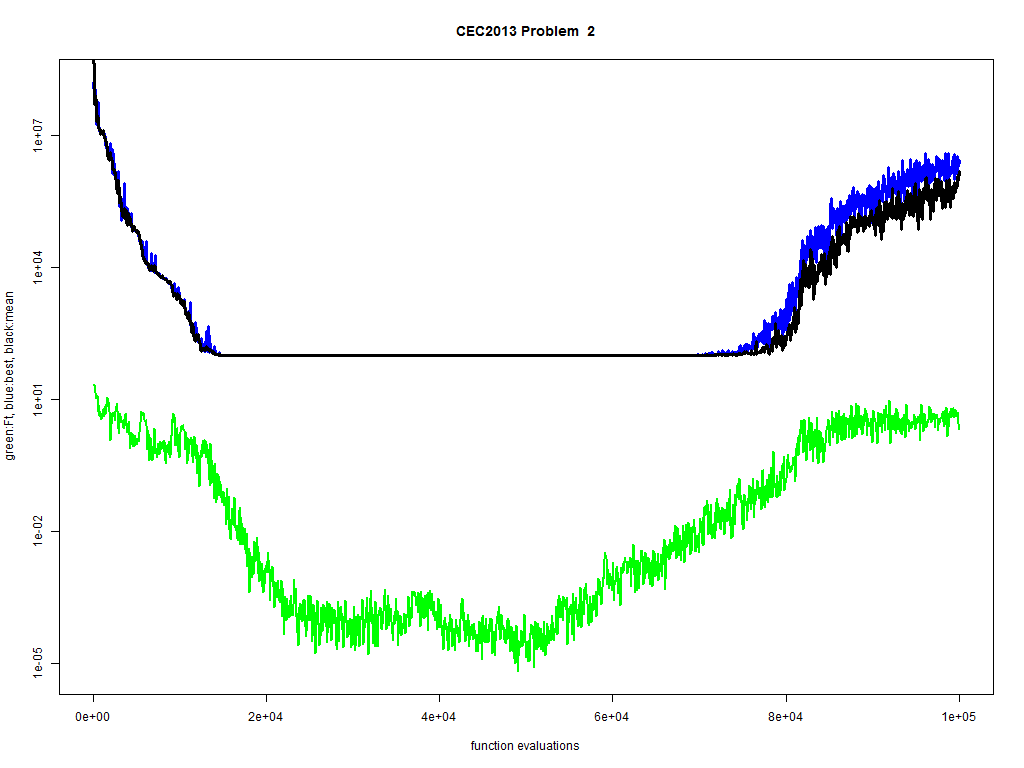 CEC2013 Problem  2
green:Ft, blue:best, black:mean
1e+07
1e+04
1e+01
1e-02
1e-05
0e+00
2e+04
4e+04
6e+04
8e+04
1e+05
function evaluations